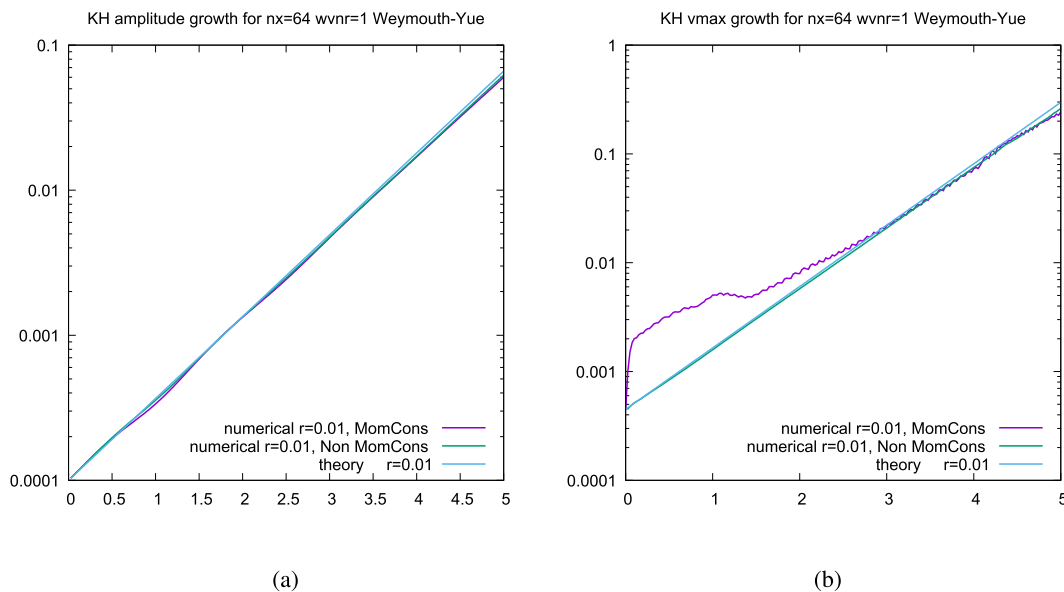 KH amplitude growth for nx=64 wvnr=1 Weymouth-Yue
0.1
0.01
0.001
0.0001
0 0.5 1 1.5 2 2.5 3 3.5 4 4.5 5
numerical r=0.01, MomCons
numerical r=0.01, Non MomCons
theory r=0.01
(a)
KH vmax growth for nx=64 wvnr=1 Weymouth-Yue
1
0.1
0.01
0.001
0.0001
0 1 2 3 4 5
numerical r=0.01, MomCons
numerical r=0.01, Non MomCons
theory r=0.01
(b)